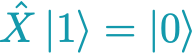 X̂ |1⟩ = |0⟩